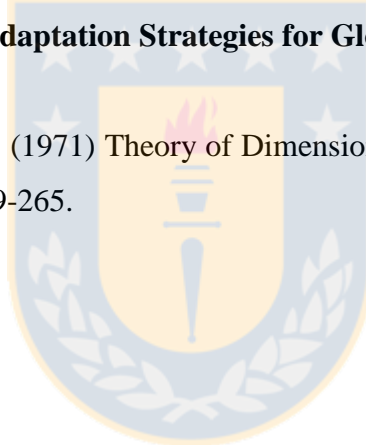 daptation Strategies for Gl
(1971) Theory of Dimensio
9-265.